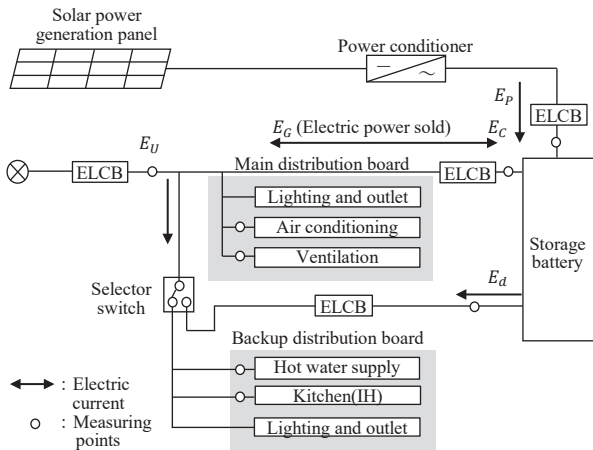 Solar power
generation panel
Power conditioner
E_P
ELCB
E_G (Electric power sold)
E_C
E_U
ELCB
Main distribution board
ELCB
Lighting and outlet
Air conditioning
Ventilation
Storage
battery
E_d
Selector
switch
ELCB
Backup distribution board
Hot water supply
Kitchen(IH)
Lighting and outlet
: Electric
current
: Measuring
points